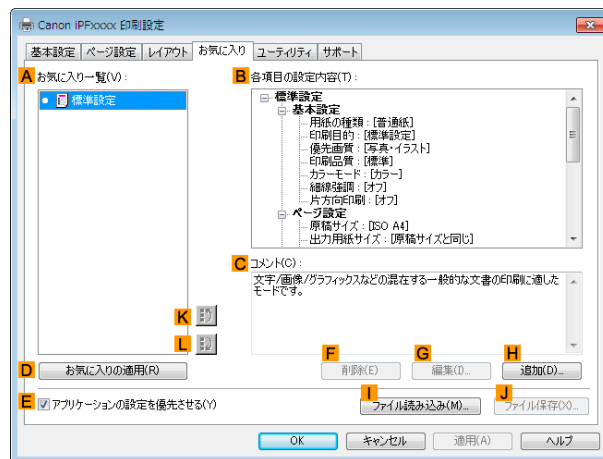 Canon iPFxxxx 印刷設定
基本設定 ページ設定 レイアウト お気に入り ユーティリティ サポート
A お気に入り一覧(V) :
標準設定
B 各項目の設定内容(T) :
標準設定
基本設定
用紙の種類 : [普通紙]
印刷目的 : [標準設定]
優先画質 : [写真・イラスト]
印刷品質 : [標準]
カラーモード : [カラー]
細線強調 : [オフ]
片方向印刷 : [オフ]
ページ設定
原稿サイズ : [ISO A4]
出力用紙サイズ : [原稿サイズと同じ]
C コメント(C) :
文字/画像/グラフィックスなどの混在する一般的な文書の印刷に適した
モードです。
K
L
D お気に入りの適用(R)
F 削除(E)
G 編集(I)...
H 追加(D)...
E アプリケーションの設定を優先させる(Y)
I ファイル読み込み(M)...
J ファイル保存(X)...
OK キャンセル 適用(A) ヘルプ